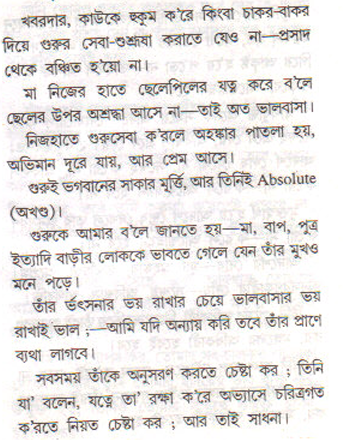 খবরদার, কাউকে হুকুম ক'রে কিংবা চাকর-বাকর
দিয়ে গুরুর সেবা-শুশ্রূষা করাতে যেও না—প্রসাদ
থেকে বঞ্চিত হ'য়ো না।
মা নিজের হাতে ছেলেপিলের যত্ন করে ব'লে
ছেলের উপর অশ্রদ্ধা আসে না—তাই অত ভালবাসা।
নিজহাতে গুরুসেবা ক'রলে অহঙ্কার পাতলা হয়,
অভিমান দূরে যায়, আর প্রেম আসে।
গুরুই ভগবানের সাকার মূর্ত্তি, আর তিনিই Absolute
(অখণ্ড)।
গুরুকে আমার ব'লে জানতে হয়—মা, বাপ, পুত্র
ইত্যাদি বাড়ীর লোককে ভাবতে গেলে যেন তাঁর মুখও
মনে পড়ে।
তাঁর ভৎর্সনার ভয় রাখার চেয়ে ভালবাসার ভয়
রাখাই ভাল ;—আমি যদি অন্যায় করি তবে তাঁর প্রাণে
ব্যথা লাগবে।
সবসময় তাঁকে অনুসরণ করতে চেষ্টা কর ; তিনি
যা' বলেন, যত্নে তা' রক্ষা ক'রে অভ্যাসে চরিত্রগত
ক'রতে নিয়ত চেষ্টা কর ; আর তাই সাধনা।